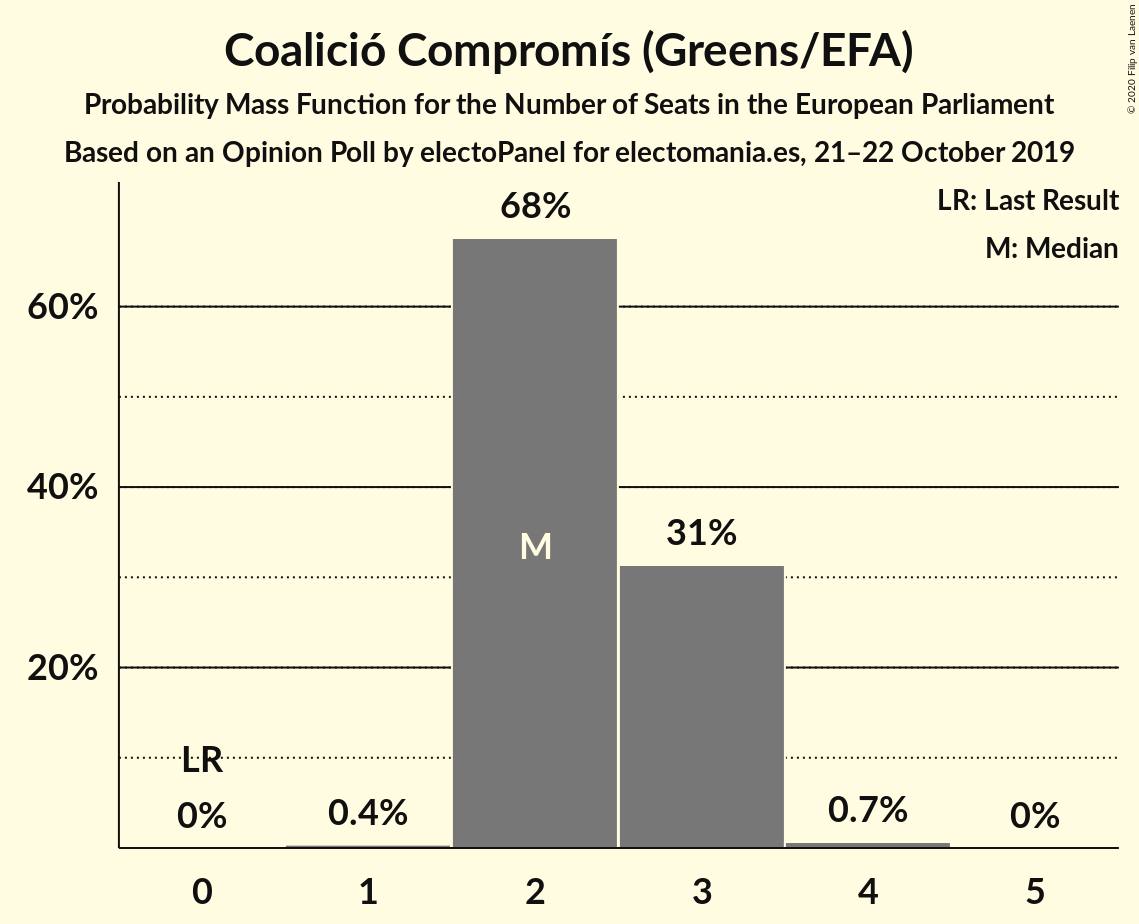 Coalició Compromís (Greens/EFA)
Probability Mass Function for the Number of Seats in the European Parliament
Based on an Opinion Poll by electoPanel for electomania.es, 21–22 October 2019
© 2020 Filip van Laenen
LR: Last Result
M: Median
68%
60%
40%
31%
M
20%
LR
0%
0.4%
0.7%
0%
0 1 2 3 4 5